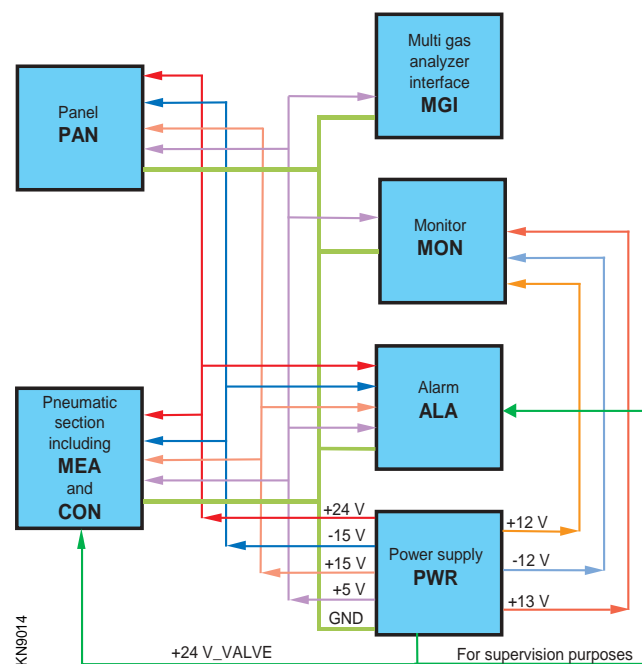 Multi gas
analyzer
interface
MGI
Panel
PAN
Monitor
MON
Alarm
ALA
Pneumatic
section
including
MEA
and
CON
+24 V
-15 V
+15 V
+5 V
GND
Power supply
PWR
+12 V
-12 V
+13 V
+24 V_VALVE
For supervision purposes
KN9014